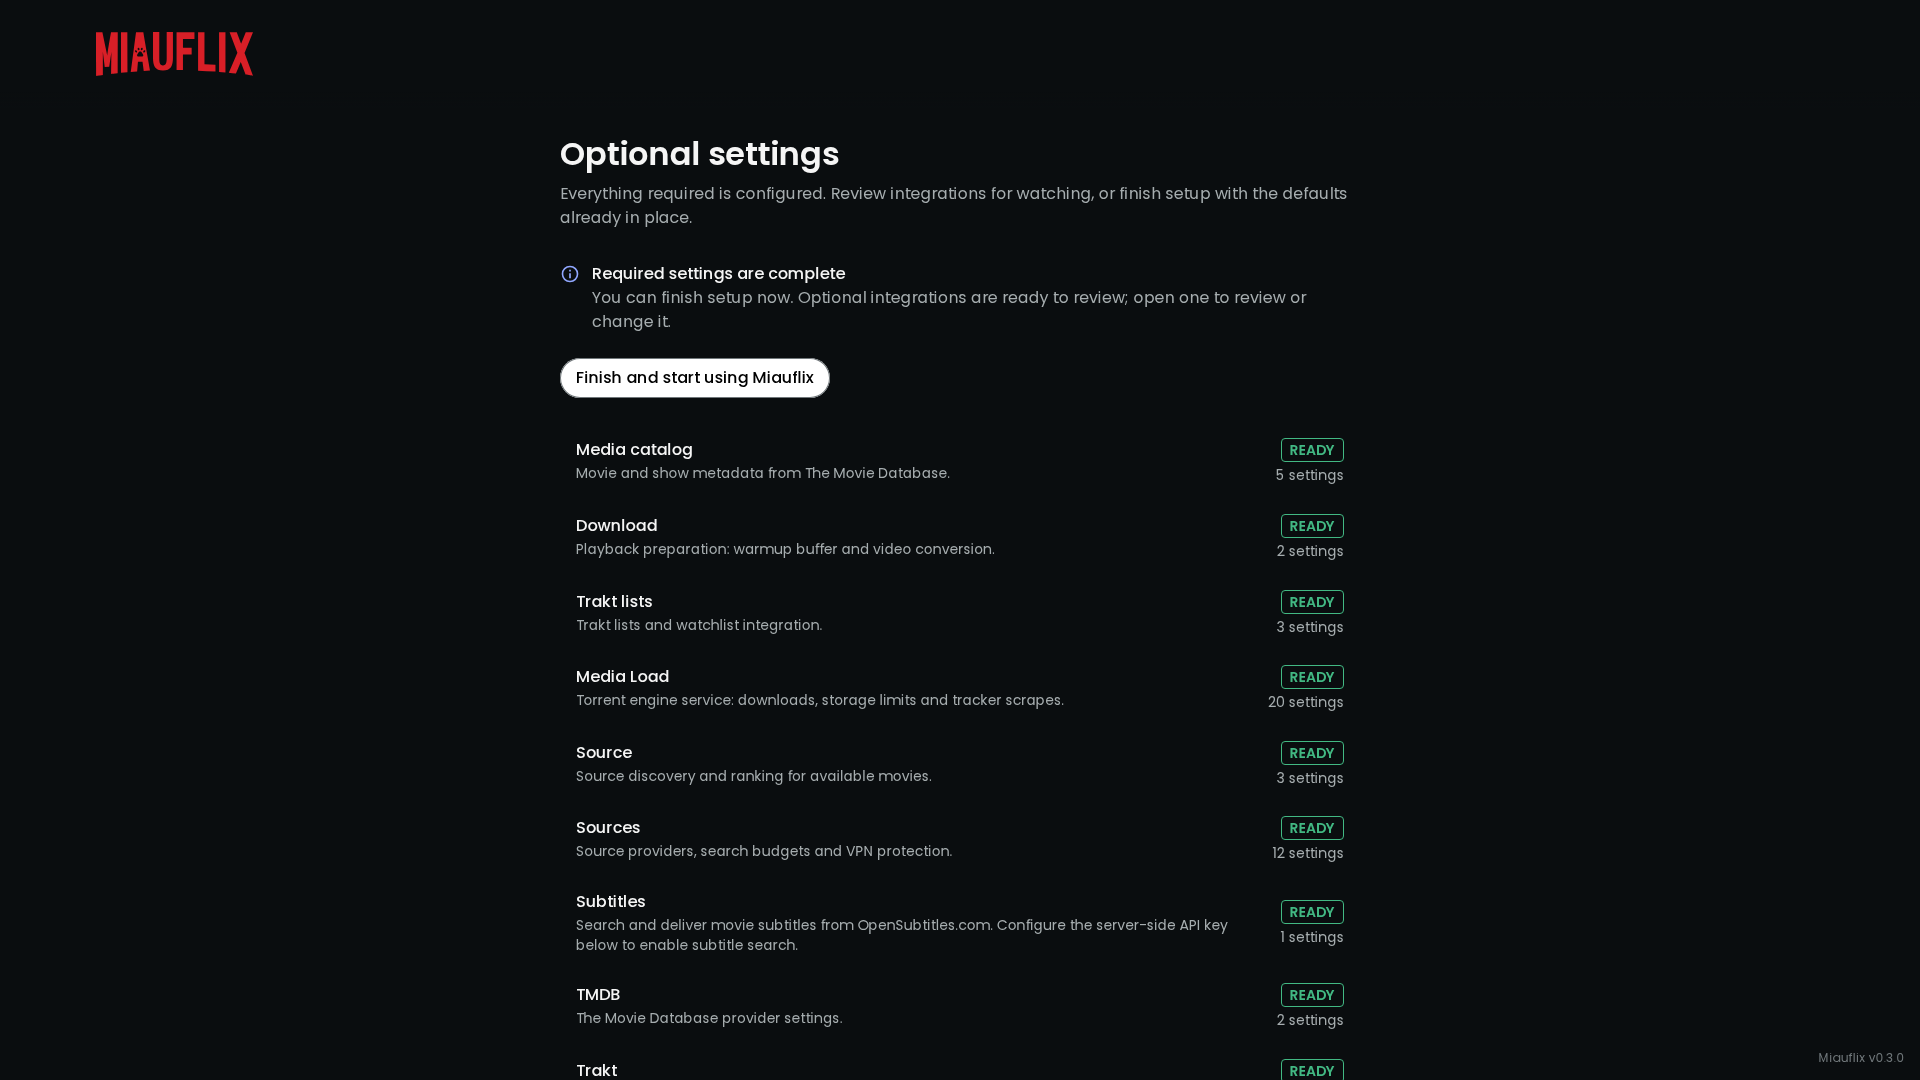 MIAUFLIX
Optional settings
Everything required is configured. Review integrations for watching, or finish setup with the defaults
already in place.
Required settings are complete
You can finish setup now. Optional integrations are ready to review; open one to review or
change it.
Finish and start using Miauflix
Media catalog
READY
Movie and show metadata from The Movie Database.
5 settings
Download
READY
Playback preparation: warmup buffer and video conversion.
2 settings
Trakt lists
READY
Trakt lists and watchlist integration.
3 settings
Media Load
READY
Torrent engine service: downloads, storage limits and tracker scrapes.
20 settings
Source
READY
Source discovery and ranking for available movies.
3 settings
Sources
READY
Source providers, search budgets and VPN protection.
12 settings
Subtitles
READY
Search and deliver movie subtitles from OpenSubtitles.com. Configure the server-side API key
below to enable subtitle search.
1 settings
TMDB
READY
The Movie Database provider settings.
2 settings
Trakt
READY
Miauflix v0.3.0